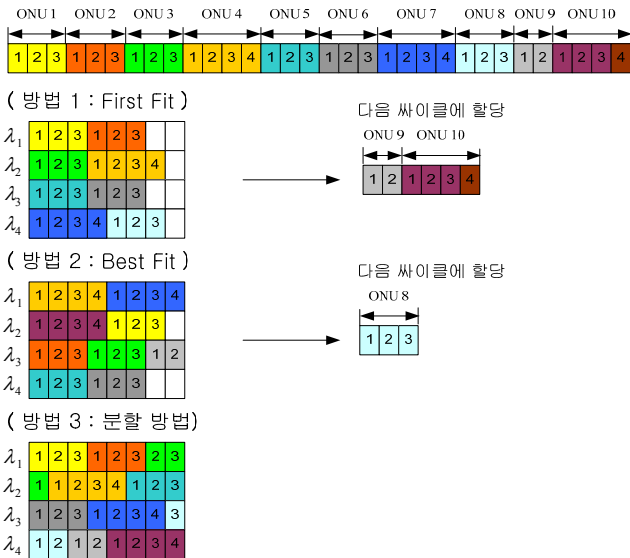 ONU 1 ONU 2 ONU 3 ONU 4 ONU 5 ONU 6 ONU 7 ONU 8 ONU 9 ONU 10
1 2 3 1 2 3 1 2 3 1 2 3 4 1 2 3 1 2 3 1 2 3 4 1 2 3 1 2 1 2 3 4
( 방법 1 : First Fit )
다음 싸이클에 할당
ONU 9 ONU 10
λ1 1 2 3 1 2 3
λ2 1 2 3 1 2 3 4
1 2 1 2 3 4
λ3 1 2 3 1 2 3
λ4 1 2 3 4 1 2 3
( 방법 2 : Best Fit )
다음 싸이클에 할당
ONU 8
λ1 1 2 3 4 1 2 3 4
λ2 1 2 3 4 1 2 3
1 2 3
λ3 1 2 3 1 2 3 1 2
λ4 1 2 3 1 2 3
( 방법 3 : 분할 방법)
λ1 1 2 3 1 2 3 2 3
λ2 1 1 2 3 4 1 2 3
λ3 1 2 3 1 2 3 4 3
λ4 1 2 1 2 1 2 3 4